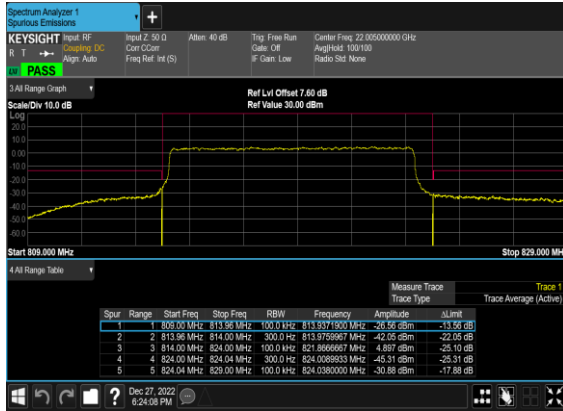 Spectrum Analyzer 1
Spurious Emissions
KEYSIGHT Input: RF Input Z: 50 Ω Atten: 40 dB Trig: Free Run Center Freq: 22.005000000 GHz
R T Coupling: DC Corr CCorr Gate: Off Avg|Hold: 100/100
Align: Auto Freq Ref: Int (S) IF Gain: Low Radio Std: None
PASS
3 All Range Graph
Ref Lvl Offset 7.60 dB
Scale/Div 10.0 dB Ref Value 30.00 dBm
Log
20.0
10.0
0.00
-10.0
-20.0
-30.0
-40.0
-50.0
-60.0
Start 809.000 MHz Stop 829.000 MHz
4 All Range Table
Measure Trace Trace 1
Trace Type Trace Average (Active)
Spur Range Start Freq Stop Freq RBW Frequency Amplitude ΔLimit
1 1 809.00 MHz 813.96 MHz 100.0 kHz 813.9371900 MHz -26.56 dBm -13.56 dB
2 2 813.96 MHz 814.00 MHz 300.0 Hz 813.9759967 MHz -42.05 dBm -22.05 dB
3 3 814.00 MHz 824.00 MHz 100.0 kHz 821.8666667 MHz 4.897 dBm -25.10 dB
4 4 824.00 MHz 824.04 MHz 300.0 Hz 824.0089933 MHz -45.31 dBm -25.31 dB
5 5 824.04 MHz 829.00 MHz 100.0 kHz 824.0380000 MHz -30.88 dBm -17.88 dB
Dec 27, 2022
6:24:08 PM